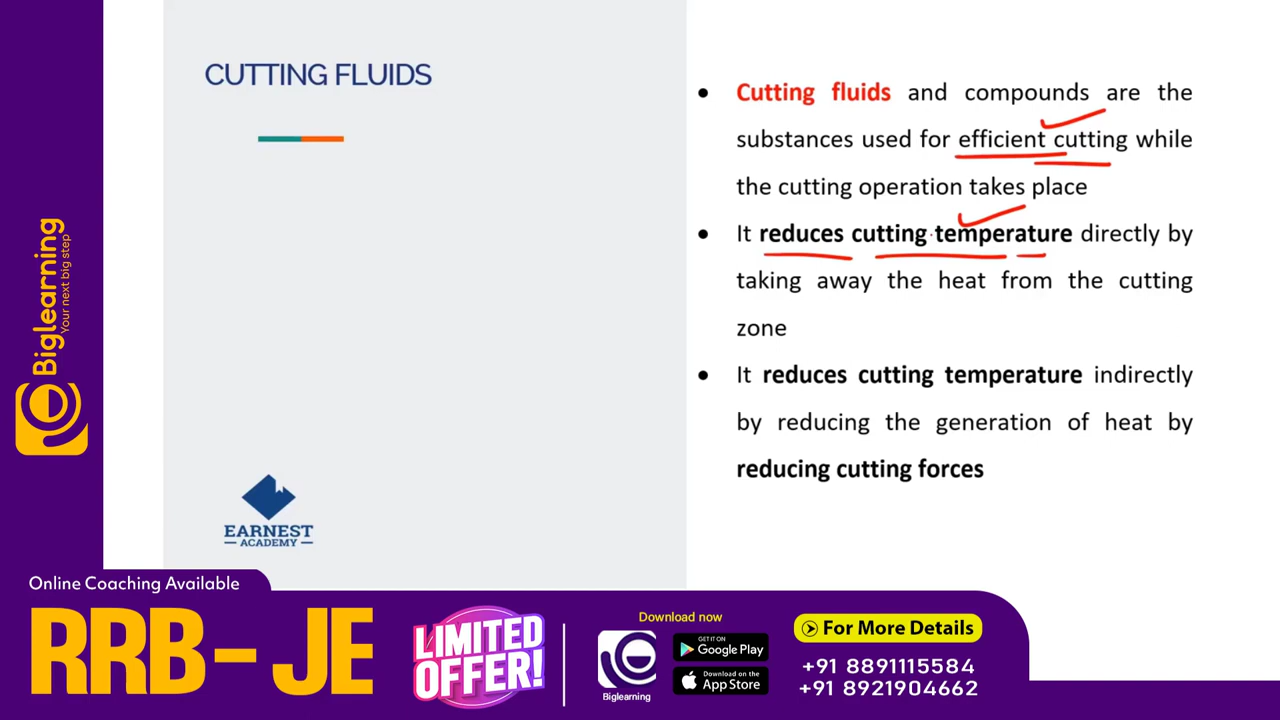 CUTTING FLUIDS
• Cutting fluids and compounds are the
substances used for efficient cutting while
the cutting operation takes place
• It reduces cutting temperature directly by
taking away the heat from the cutting
zone
• It reduces cutting temperature indirectly
by reducing the generation of heat by
reducing cutting forces
Biglearning
Your next big step
EARNEST
ACADEMY
Online Coaching Available
RRB - JE
LIMITED
OFFER!
Download now
Biglearning
GET IT ON
Google Play
Download on the
App Store
For More Details
+91 8891115584
+91 8921904662